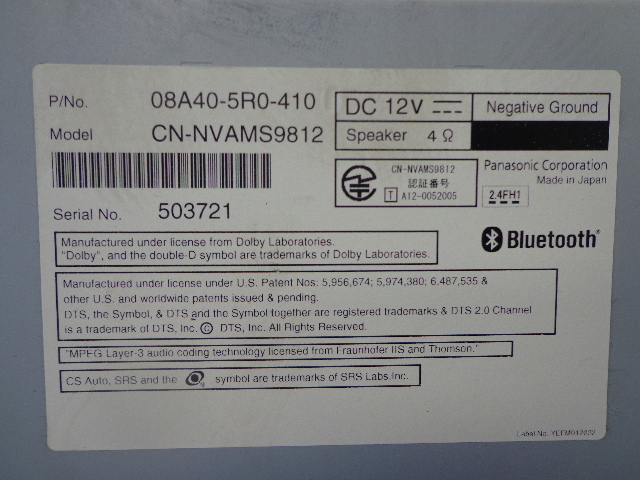 P/No. 08A40-5R0-410
Model CN-NVAMS9812
DC 12V
Negative Ground
Speaker 4 Ω
CN-NVAMS9812
認証番号
T A12-0052005
Panasonic Corporation
Made in Japan
2.4FH1
Serial No. 503721
Bluetooth®
Manufactured under license from Dolby Laboratories.
"Dolby", and the double-D symbol are trademarks of Dolby Laboratories.
Manufactured under license under U.S. Patent Nos: 5,956,674; 5,974,380; 6,487,535 &
other U.S. and worldwide patents issued & pending.
DTS, the Symbol, & DTS and the Symbol together are registered trademarks & DTS 2.0 Channel
is a trademark of DTS, Inc. © DTS, Inc. All Rights Reserved.
"MPEG Layer-3 audio coding technology licensed from Fraunhofer IIS and Thomson."
CS Auto, SRS and the symbol are trademarks of SRS Labs,Inc.
Label No. YEFM012032